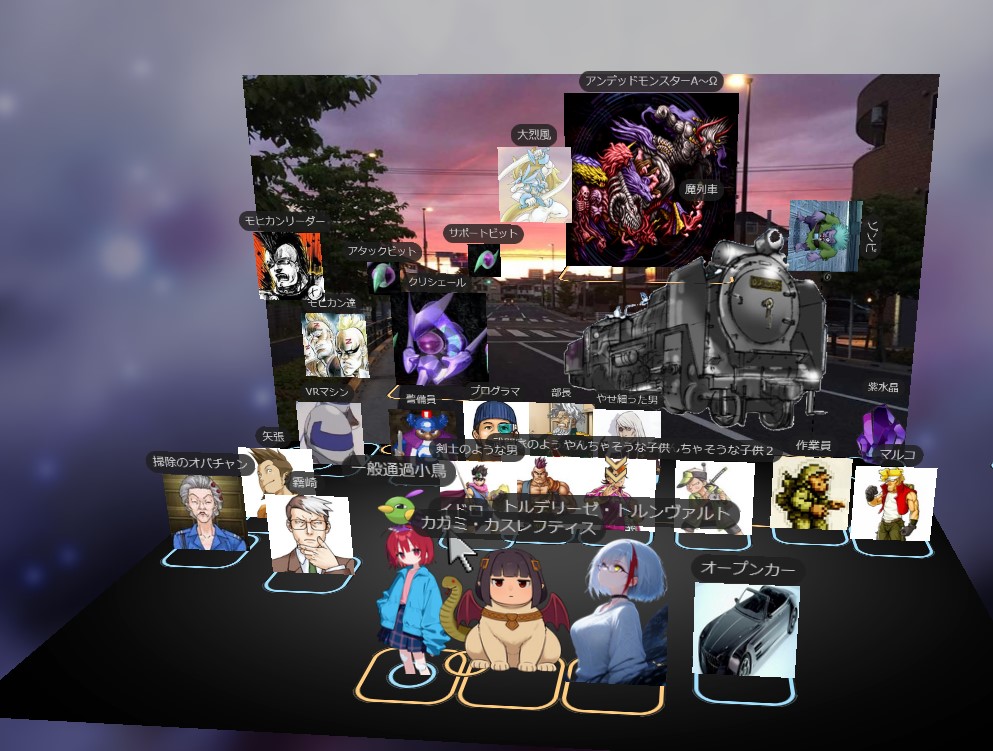 アンデッドモンスターA～Ω
大烈風
魔列車
モヒカンリーダー
サポートビット
アタックビット
ゾンビ
クリシェール
モヒカン達
VRマシン
警備員
プログラマ
部長
やせ細った男
紫水晶
矢張
剣士のような男
やんちゃそうな子供
ちゃそうな子供2
作業員
マルコ
掃除のオバチャン
霧崎
一般通過小鳥
イドロ
トルデリーゼ・トルンヴァルト
カガミ・カスレフティス
オープンカー